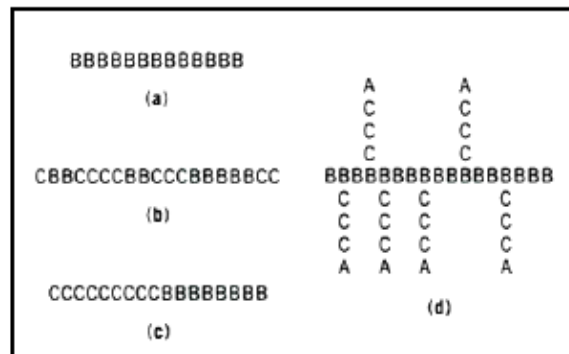 BBBBBBBBBBBBB
(a)
CBBCCCCBBCCCBBBBBCC
(b)
CCCCCCCCCBBBBBBBB
(c)
A A
C C
C C
C C
BBBBBBBBBBBBBBBBB
C C C C
C C C C
C C C C
A A A A
(d)